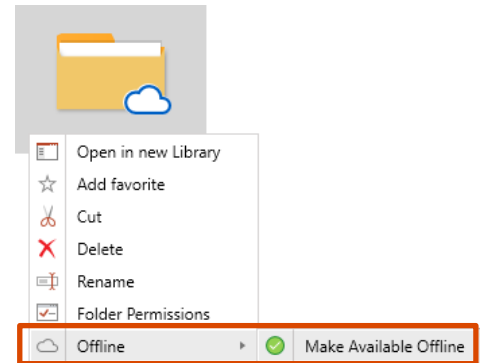 Open in new Library
Add favorite
Cut
Delete
Rename
Folder Permissions
Offline
Make Available Offline